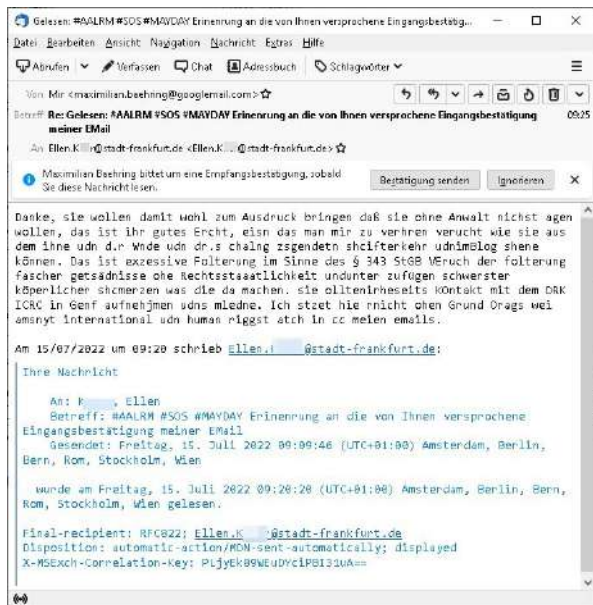 Gelesen: #AALRM #SOS #MAYDAY Erinenrung an die von Ihnen versprochene Eingangsbestätig...
Datei Bearbeiten Ansicht Navigation Nachricht Extras Hilfe
Abrufen Verfassen Chat Adressbuch Schlagwörter
Von Mir <maximilian.baehring@googlemail.com>
Betreff Re: Gelesen: #AALRM #SOS #MAYDAY Erinenrung an die von Ihnen versprochene Eingangsbestätigung 09:25
meiner EMail
An Ellen.K @stadt-frankfurt.de <Ellen.K @stadt-frankfurt.de>
Maximilian Baehring bittet um eine Empfangsbestätigung, sobald
Sie diese Nachricht lesen.
Bestätigung senden Ignorieren
Danke, sie wollen damit wohl zum Ausdruck bringen daß sie ohne Anwalt nichst agen
wollen, das ist ihr gutes Ercht, eisn das man mir zu verhren verucht wie sie aus
dem ihne udn d.r Wnde udn dr.s chalng zsgendetn shcifterkehr udnimBlog shene
können. Das ist exzessive Folterung im Sinne des § 343 StGB VEruch der folterung
fascher getsädnisse ohe Rechtsstaaatlichkeit undunter zufügen schwerster
köperlicher shcmerzen was die da machen. sie ollteninheseits KOntakt mit dem DRK
ICRC in Genf aufnehjmen udns mledne. Ich stzet hie rnicht ohen Grund Orags wei
amsnyt international udn human riggst atch in cc meien emails.
Am 15/07/2022 um 09:20 schrieb Ellen. @stadt-frankfurt.de:
Ihre Nachricht
An: K , Ellen
Betreff: #AALRM #SOS #MAYDAY Erinenrung an die von Ihnen versprochene
Eingangsbestätigung meiner EMail
Gesendet: Freitag, 15. Juli 2022 09:09:46 (UTC+01:00) Amsterdam, Berlin,
Bern, Rom, Stockholm, Wien
wurde am Freitag, 15. Juli 2022 09:20:20 (UTC+01:00) Amsterdam, Berlin, Bern,
Rom, Stockholm, Wien gelesen.
Final-recipient: RFC822; Ellen.K @stadt-frankfurt.de
Disposition: automatic-action/MDN-sent-automatically; displayed
X-MSExch-Correlation-Key: PLjyEk89WEuDYciPBI31uA==